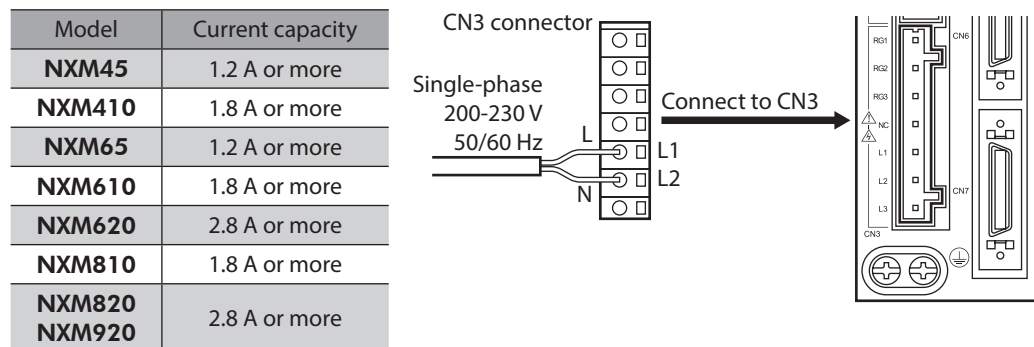 Model Current capacity
NXM45 1.2 A or more
NXM410 1.8 A or more
NXM65 1.2 A or more
NXM610 1.8 A or more
NXM620 2.8 A or more
NXM810 1.8 A or more
NXM820
NXM920 2.8 A or more
CN3 connector
Single-phase
200-230 V
50/60 Hz
L
N
L1
L2
Connect to CN3
RG1
RG2
RG3
NC
L1
L2
L3
CN3
CN6
CN7